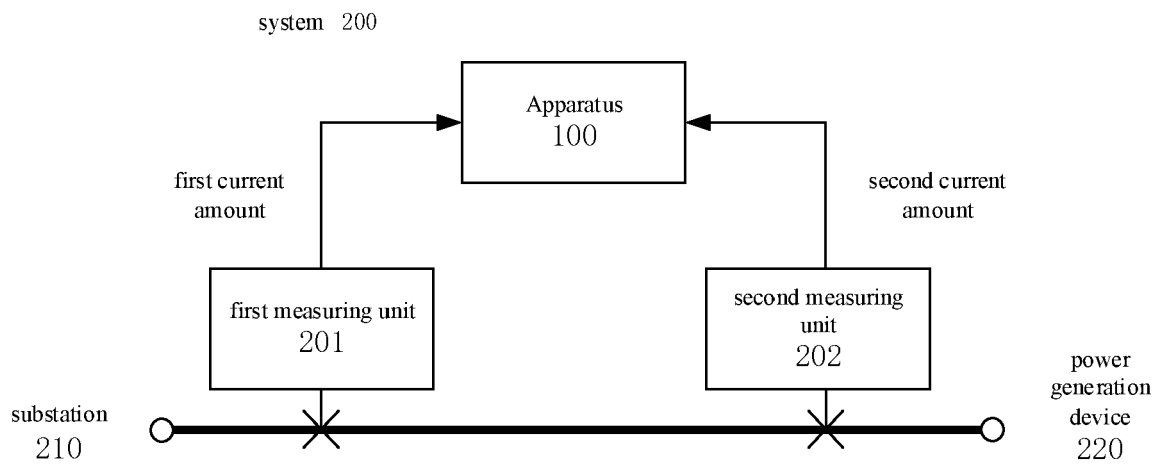 system 200
Apparatus
100
first current
amount
second current
amount
first measuring unit
201
second measuring
unit
202
substation
210
power
generation
device
220